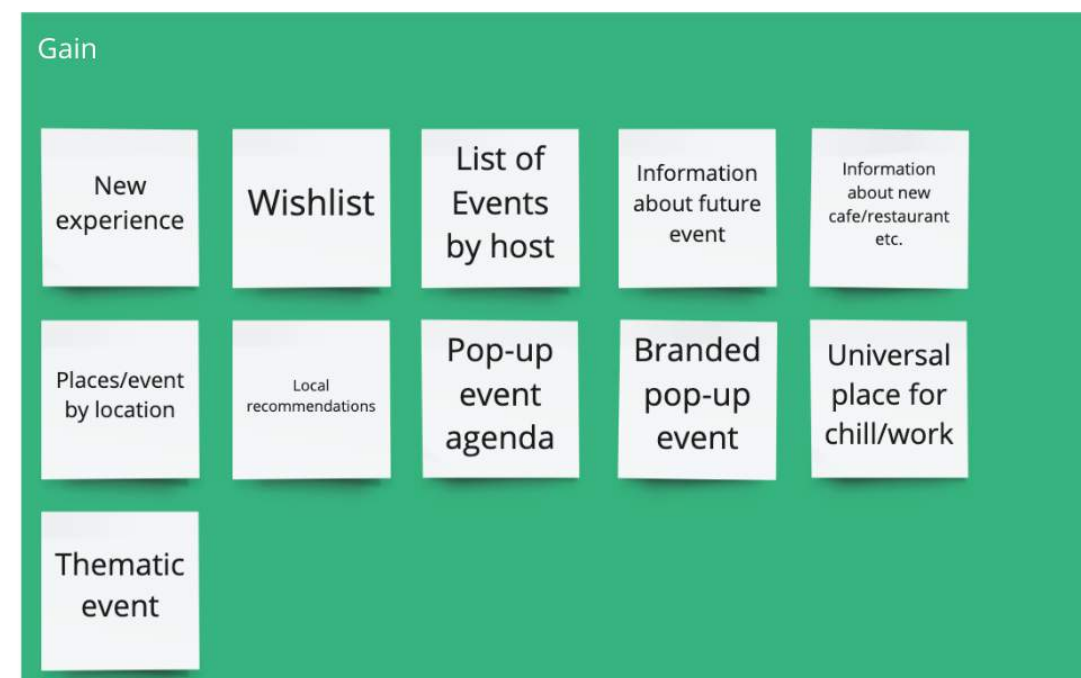 Gain
New
experience
Wishlist
List of
Events
by host
Information
about future
event
Information
about new
cafe/restaurant
etc.
Places/event
by location
Local
recommendations
Pop-up
event
agenda
Branded
pop-up
event
Universal
place for
chill/work
Thematic
event